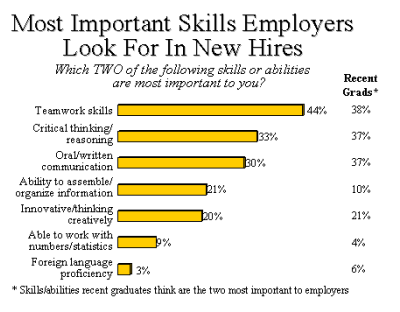 Most Important Skills Employers
Look For In New Hires
Which TWO of the following skills or abilities
are most important to you?
Recent
Grads*
Teamwork skills 44% 38%
Critical thinking/
reasoning 33% 37%
Oral/written
communication 30% 37%
Ability to assemble/
organize information 21% 10%
Innovative/thinking
creatively 20% 21%
Able to work with
numbers/statistics 9% 4%
Foreign language
proficiency 3% 6%
* Skills/abilities recent graduates think are the two most important to employers